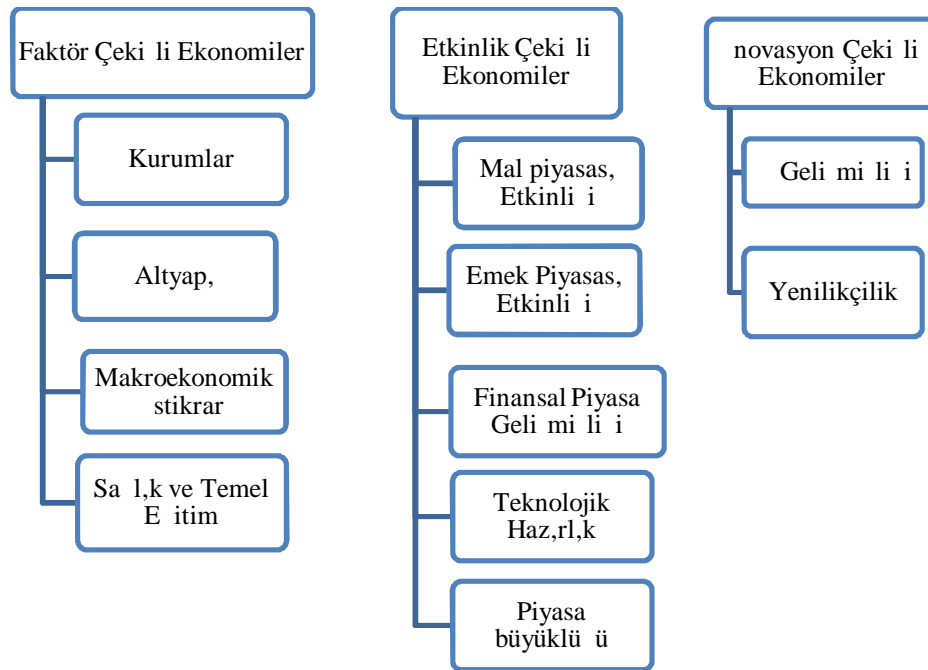 Faktör Çeki li Ekonomiler
Kurumlar
Altyap,
Makroekonomik
stikrar
Sa l,k ve Temel
E itim
Etkinlik Çeki li
Ekonomiler
Mal piyasas,
Etkinli i
Emek Piyasas,
Etkinli i
Finansal Piyasa
Geli mi li i
Teknolojik
Haz,rl,k
Piyasa
büyüklü ü
novasyon Çeki li
Ekonomiler
Geli mi li i
Yenilikçilik